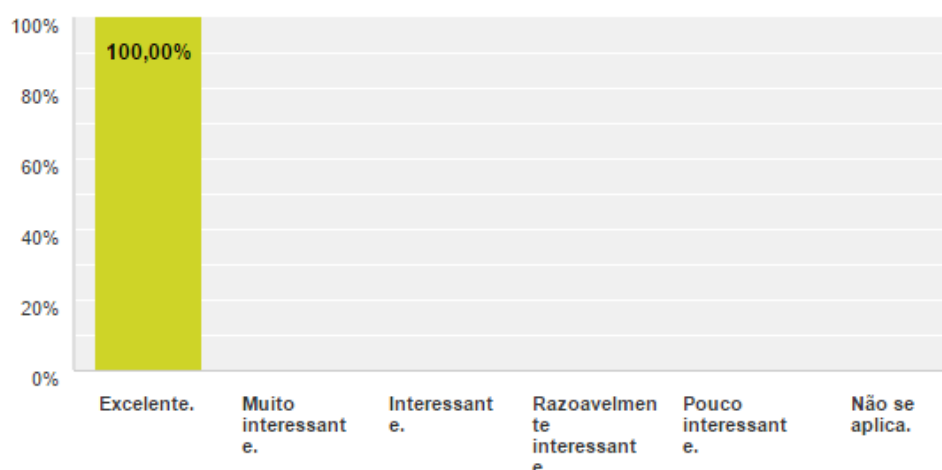 100%
100,00%
80%
60%
40%
20%
0%
Excelente.
Muito
interessant
e.
Interessant
e.
Razoavelmen
te
interessant
e
Pouco
interessant
e.
Não se
aplica.